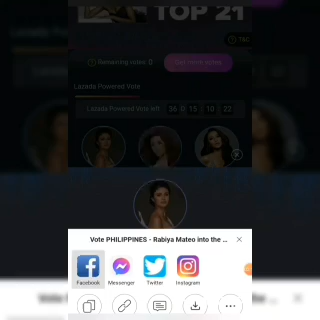 TOP 21
T&C
Remaining votes: 0
Get more votes
Lazada Powered Vote
Lazada Powered Vote left 36 D 15 : 10 : 22
Vote PHILIPPINES - Rabiya Mateo into the ...
Facebook Messenger Twitter Instagram